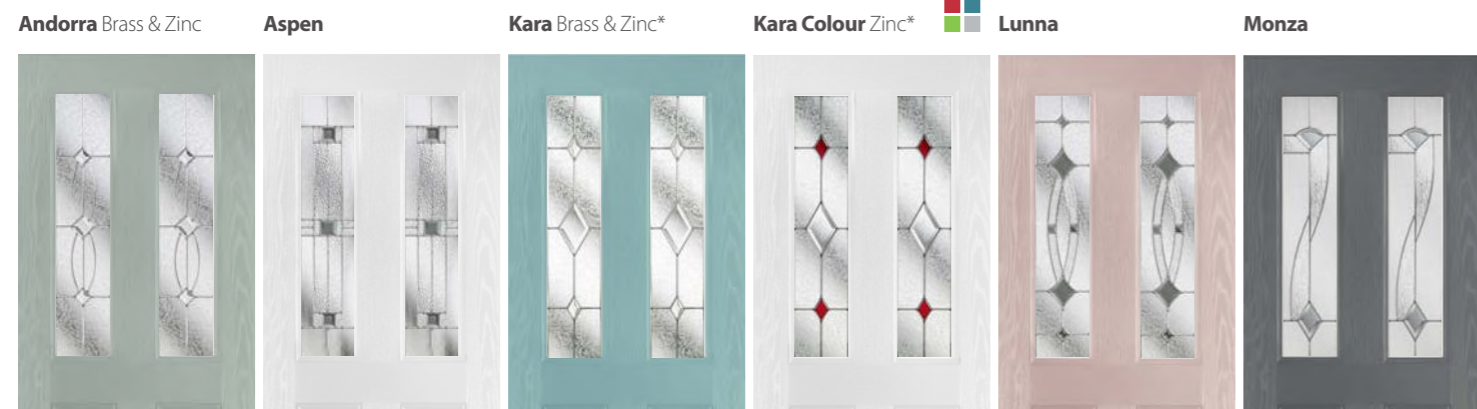 Andorra Brass & Zinc
Aspen
Kara Brass & Zinc*
Kara Colour Zinc*
Lunna
Monza